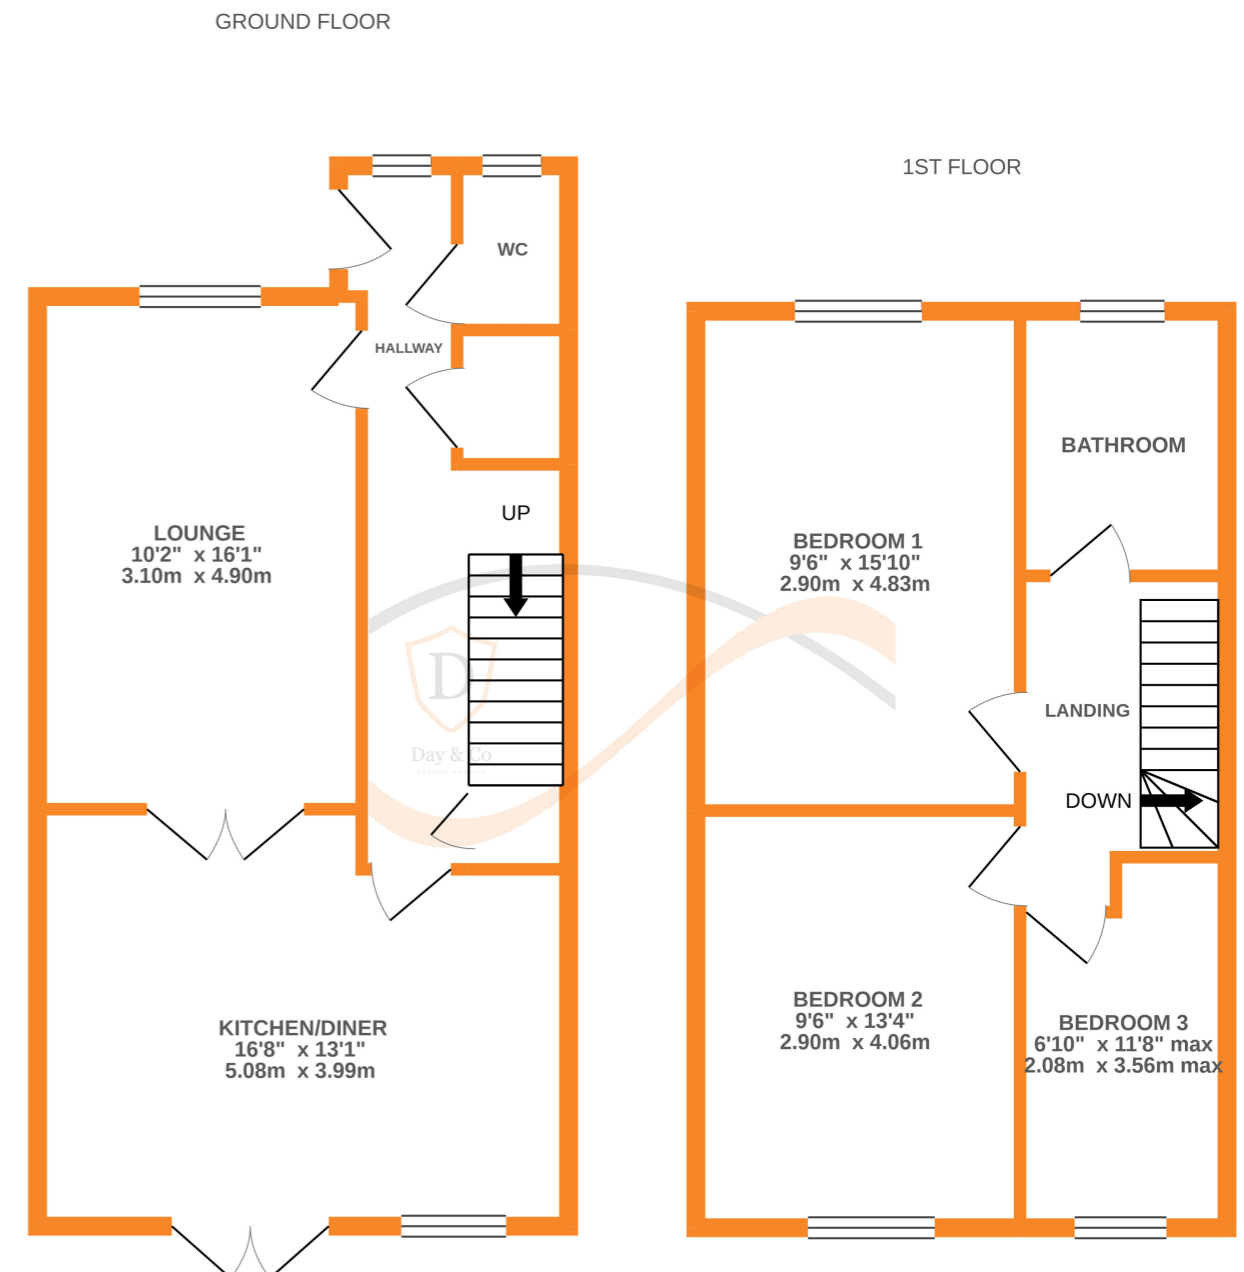 GROUND FLOOR
1ST FLOOR
WC
HALLWAY
LOUNGE
10'2" x 16'1"
3.10m x 4.90m
UP
Day & Co
KITCHEN/DINER
16'8" x 13'1"
5.08m x 3.99m
BATHROOM
BEDROOM 1
9'6" x 15'10"
2.90m x 4.83m
LANDING
DOWN
BEDROOM 2
9'6" x 13'4"
2.90m x 4.06m
BEDROOM 3
6'10" x 11'8" max
2.08m x 3.56m max
D